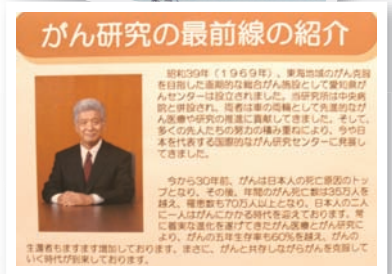 がん研究の最前線の紹介
昭和39年（1969年）、東海地域のがん克服
を目指した画期的な総合がん施設として愛知県が
んセンターは設立されました。当研究所は中央病
院と併設され、両者は車の両輪として先進的なが
ん医療や研究の推進に貢献してきました。そして、
多くの先人たちの努力の積み重ねにより、今や日
本を代表する国際的ながん研究センターに発展し
てきました。
今から30年前、がんは日本人の死亡原因のトッ
プとなり、その後、年間のがん死亡数は35万人を
越え、罹患数も70万人以上となり、日本人の二人
に一人はがんにかかる時代を迎えております。常
に着実な進化を遂げてきたがん医療とがん研究に
より、がんの五年生存率も60%を越え、がんの
生還者もますます増加しております。まさに、がんと共存しながらがんを克服して
いく時代が到来しております。